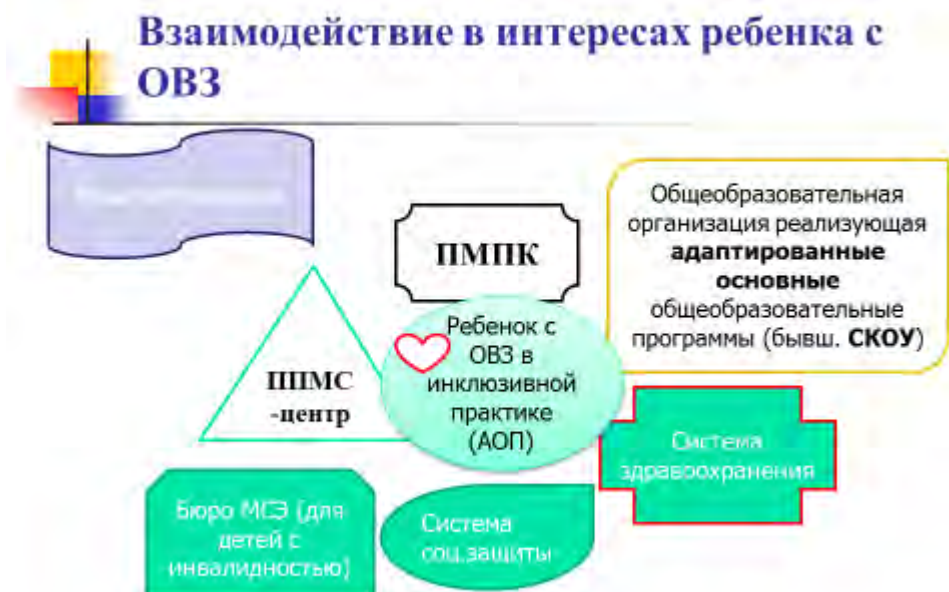 Взаимодействие в интересах ребенка с
ОВЗ
ПМПК
Общеобразовательная
организация реализующая
адаптированные
основные
общеобразовательные
программы (бывш. СКОУ)
ППМС
-центр
Ребенок с
ОВЗ в
инклюзивной
практике
(АОП)
Система
здравоохранения
Бюро МСЭ (для
детей с
инвалидностью)
Система
соц.защиты